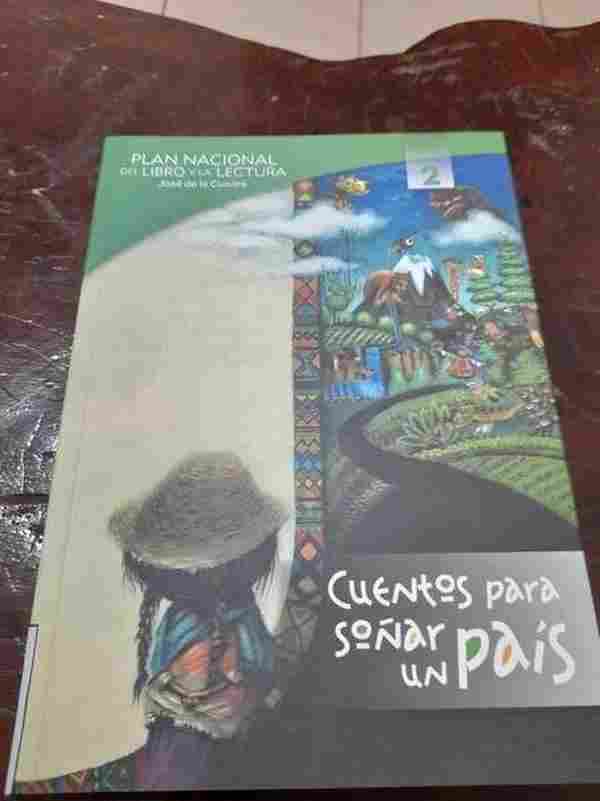 PLAN NACIONAL
DEL LIBRO Y LA LECTURA
José de la Cuadra
2
Cuentos para
soñar
un país